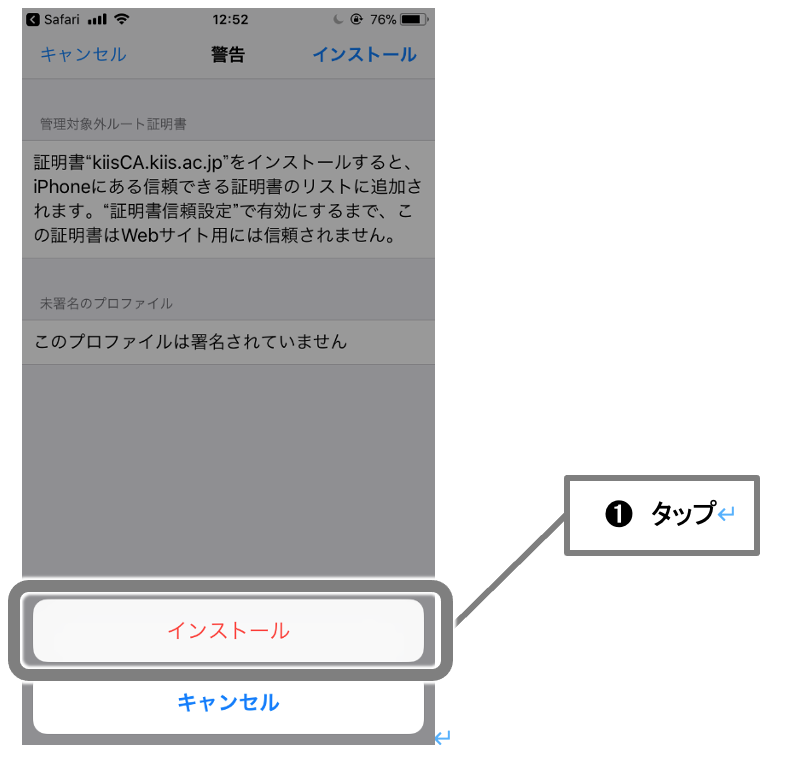 Safari 12:52 76%
キャンセル 警告 インストール
管理対象外ルート証明書
証明書“kiisCA.kiis.ac.jp”をインストールすると、
iPhoneにある信頼できる証明書のリストに追加さ
れます。“証明書信頼設定”で有効にするまで、こ
の証明書はWebサイト用には信頼されません。
未署名のプロファイル
このプロファイルは署名されていません
❶ タップ↵
インストール
キャンセル
↵